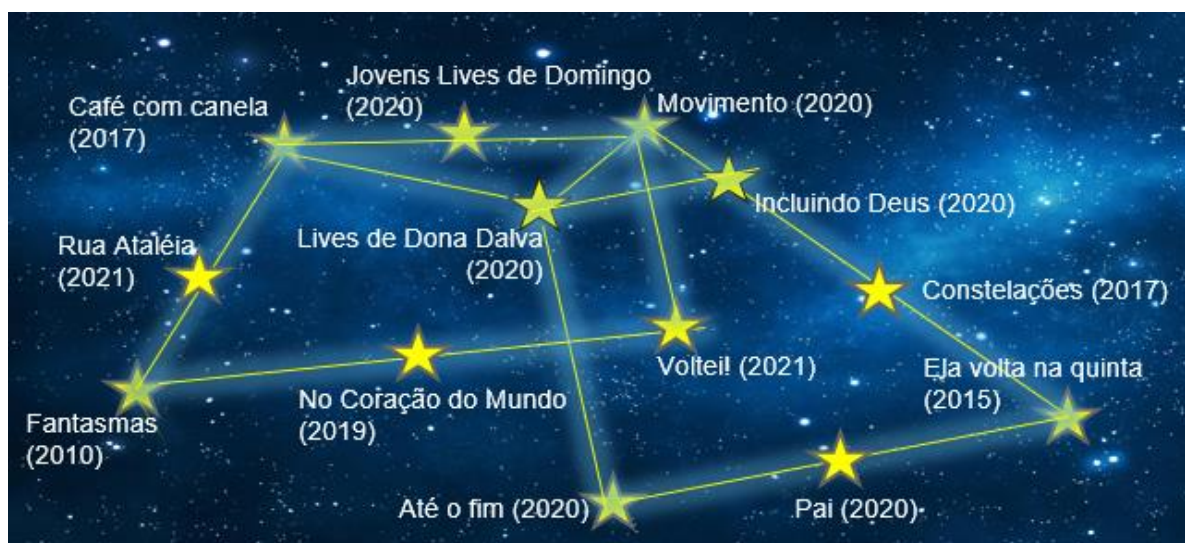 Jovens Lives de Domingo
(2020)
Café com canela
(2017)
Movimento (2020)
Incluindo Deus (2020)
Rua Ataléia
(2021)
Lives de Dona Dalva
(2020)
Constelações (2017)
Voltei! (2021)
Ela volta na quinta
(2015)
No Coração do Mundo
(2019)
Fantasmas
(2010)
Até o fim (2020)
Pai (2020)